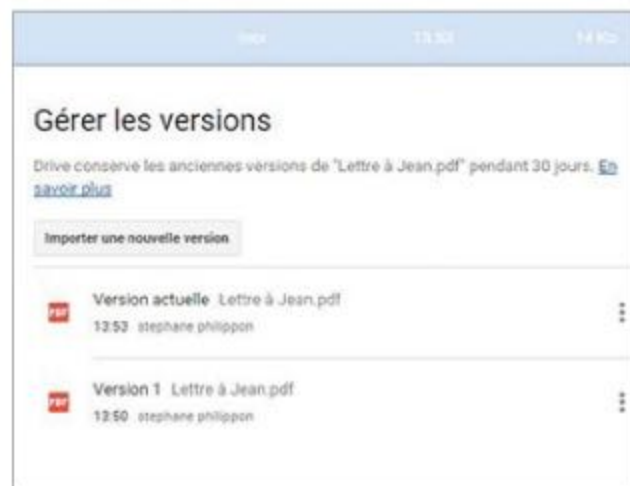 Gérer les versions
Drive conserve les anciennes versions de "Lettre à Jean.pdf" pendant 30 jours. En
savoir plus
Importer une nouvelle version
PDF
Version actuelle Lettre à Jean.pdf
13:53 stephane philippon
PDF
Version 1 Lettre à Jean.pdf
13:50 stephane philippon